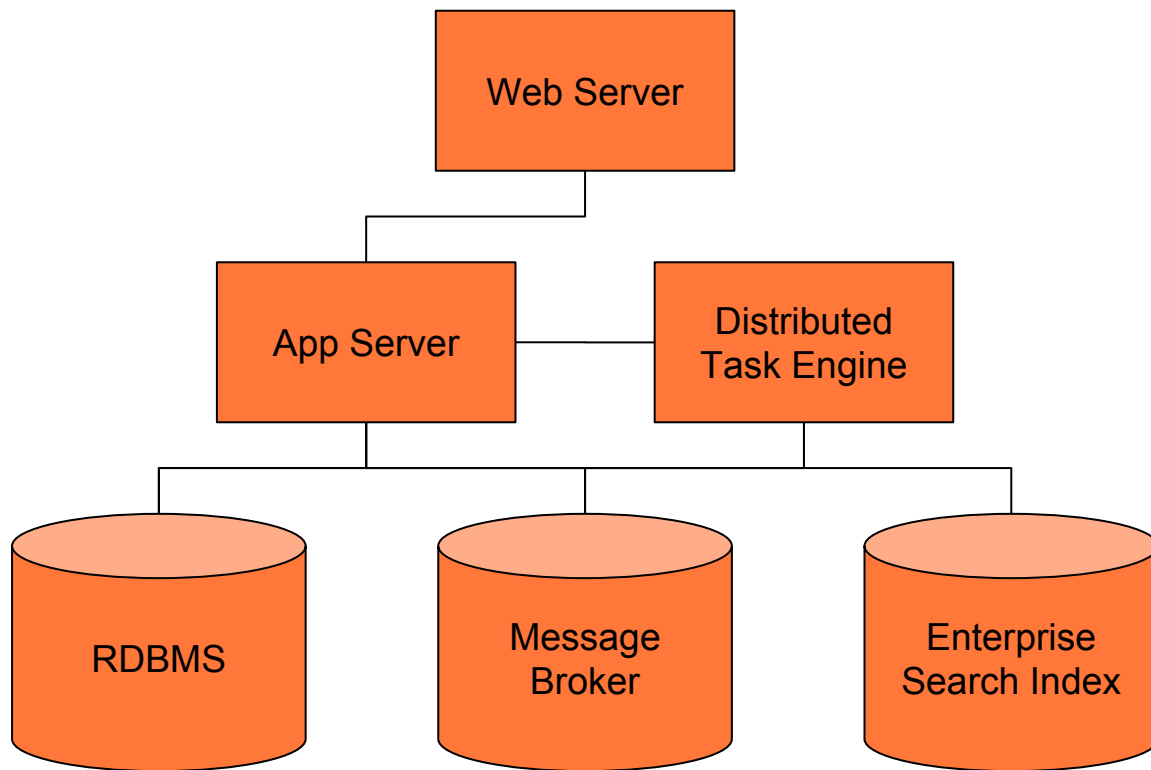 Web Server
App Server
Distributed
Task Engine
RDBMS
Message
Broker
Enterprise
Search Index